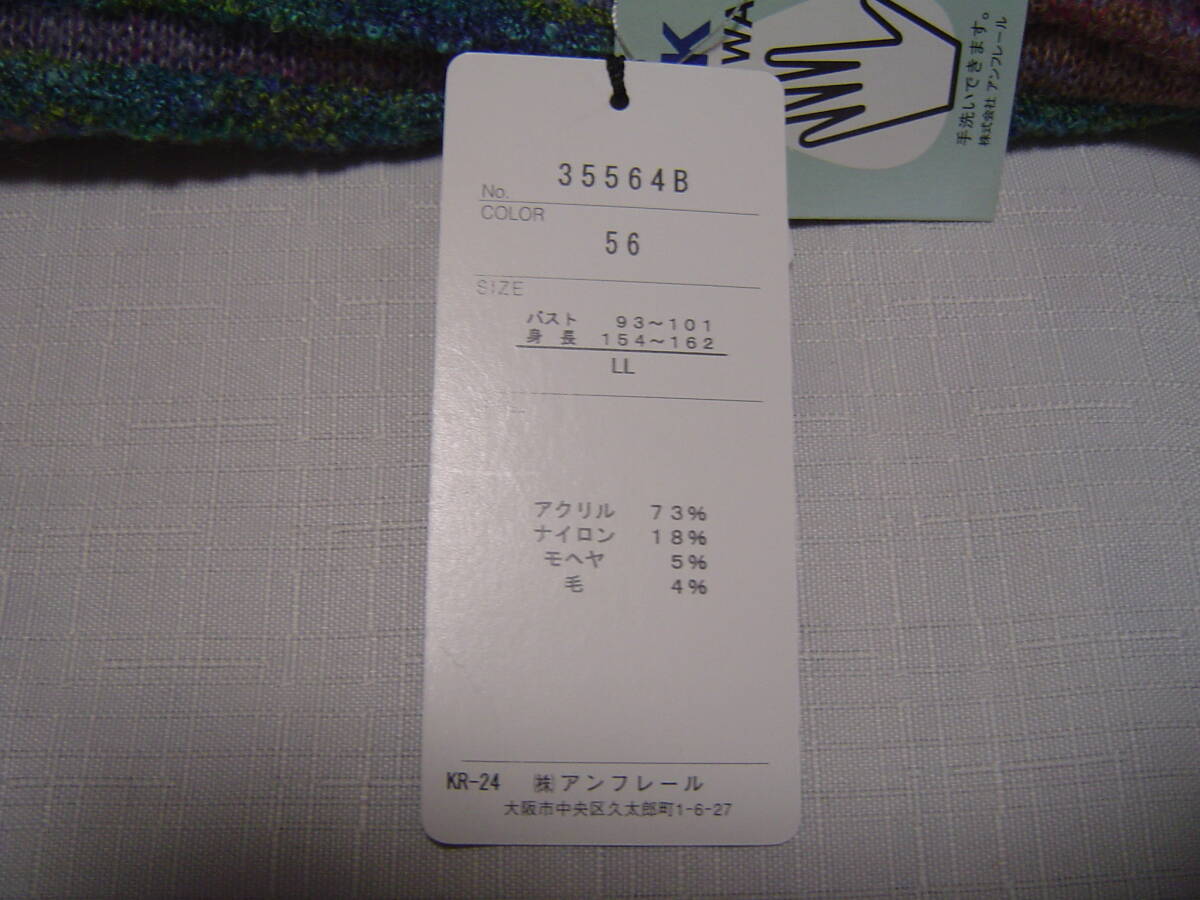 35564B
No.
COLOR
56
SIZE
バスト 93~101
身 長 154~162
LL
アクリル 73%
ナイロン 18%
モヘヤ 5%
毛 4%
KR-24 ㈱アンフレール
大阪市中央区久太郎町1-6-27
手洗いできます。
株式会社 アンフレール